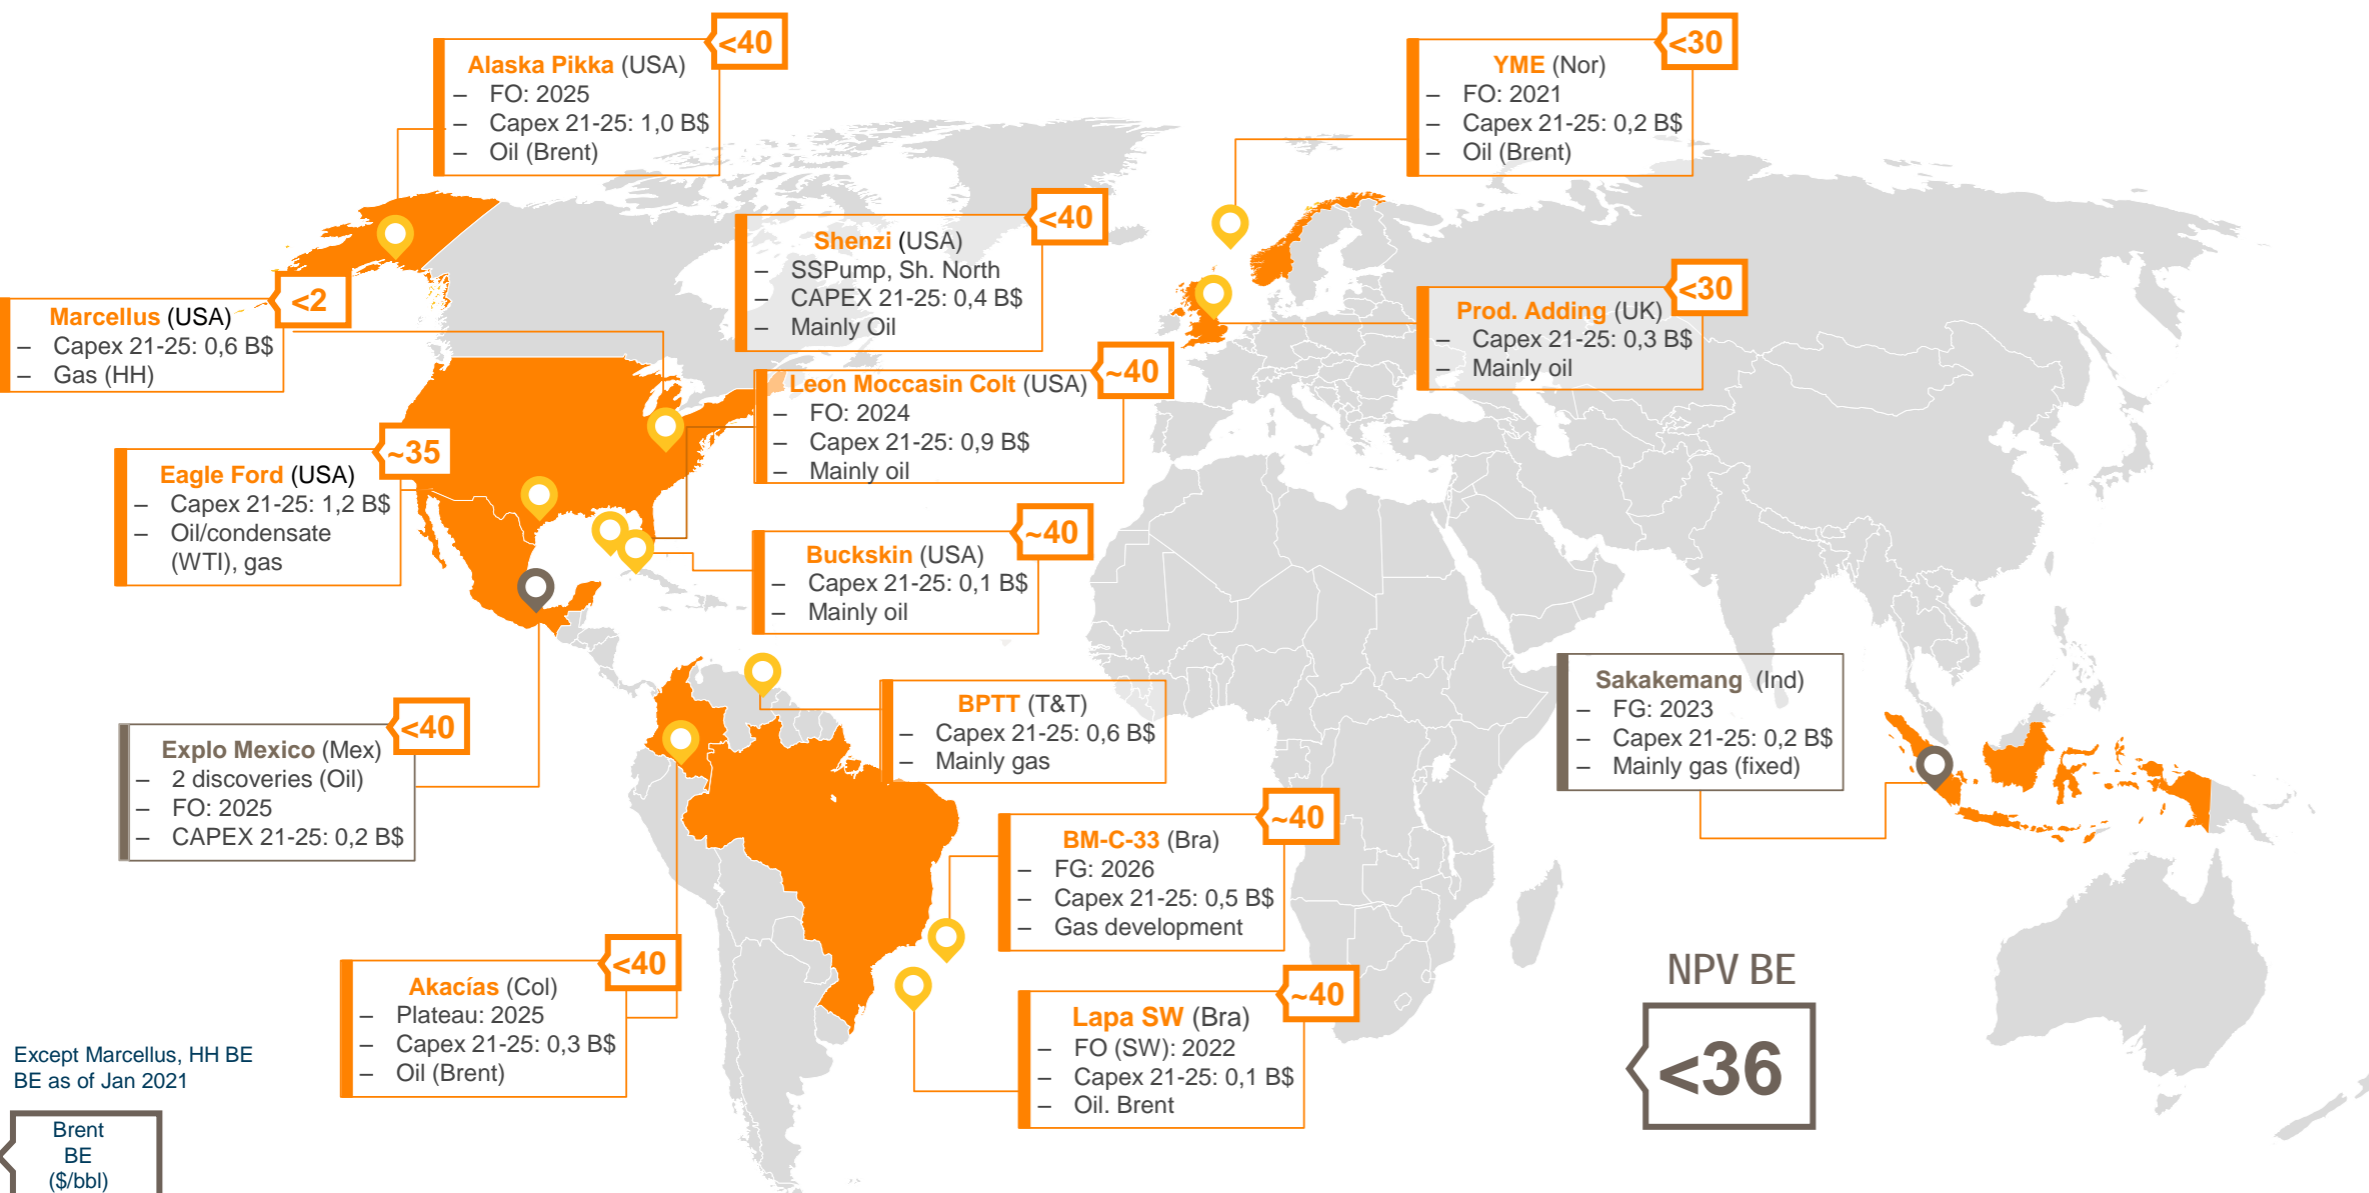 <40
Alaska Pikka (USA)
– FO: 2025
– Capex 21-25: 1,0 B$
– Oil (Brent)
<30
YME (Nor)
– FO: 2021
– Capex 21-25: 0,2 B$
– Oil (Brent)
<40
Shenzi (USA)
– SSPump, Sh. North
– CAPEX 21-25: 0,4 B$
– Mainly Oil
<2
Marcellus (USA)
– Capex 21-25: 0,6 B$
– Gas (HH)
<30
Prod. Adding (UK)
– Capex 21-25: 0,3 B$
– Mainly oil
~40
Leon Moccasin Colt (USA)
– FO: 2024
– Capex 21-25: 0,9 B$
– Mainly oil
~35
Eagle Ford (USA)
– Capex 21-25: 1,2 B$
– Oil/condensate
(WTI), gas
~40
Buckskin (USA)
– Capex 21-25: 0,1 B$
– Mainly oil
BPTT (T&T)
– Capex 21-25: 0,6 B$
– Mainly gas
Sakakemang (Ind)
– FG: 2023
– Capex 21-25: 0,2 B$
– Mainly gas (fixed)
<40
Explo Mexico (Mex)
– 2 discoveries (Oil)
– FO: 2025
– CAPEX 21-25: 0,2 B$
~40
BM-C-33 (Bra)
– FG: 2026
– Capex 21-25: 0,5 B$
– Gas development
<40
Akacías (Col)
– Plateau: 2025
– Capex 21-25: 0,3 B$
– Oil (Brent)
~40
Lapa SW (Bra)
– FO (SW): 2022
– Capex 21-25: 0,1 B$
– Oil. Brent
NPV BE
<36
Except Marcellus, HH BE
BE as of Jan 2021
Brent
BE
($/bbl)